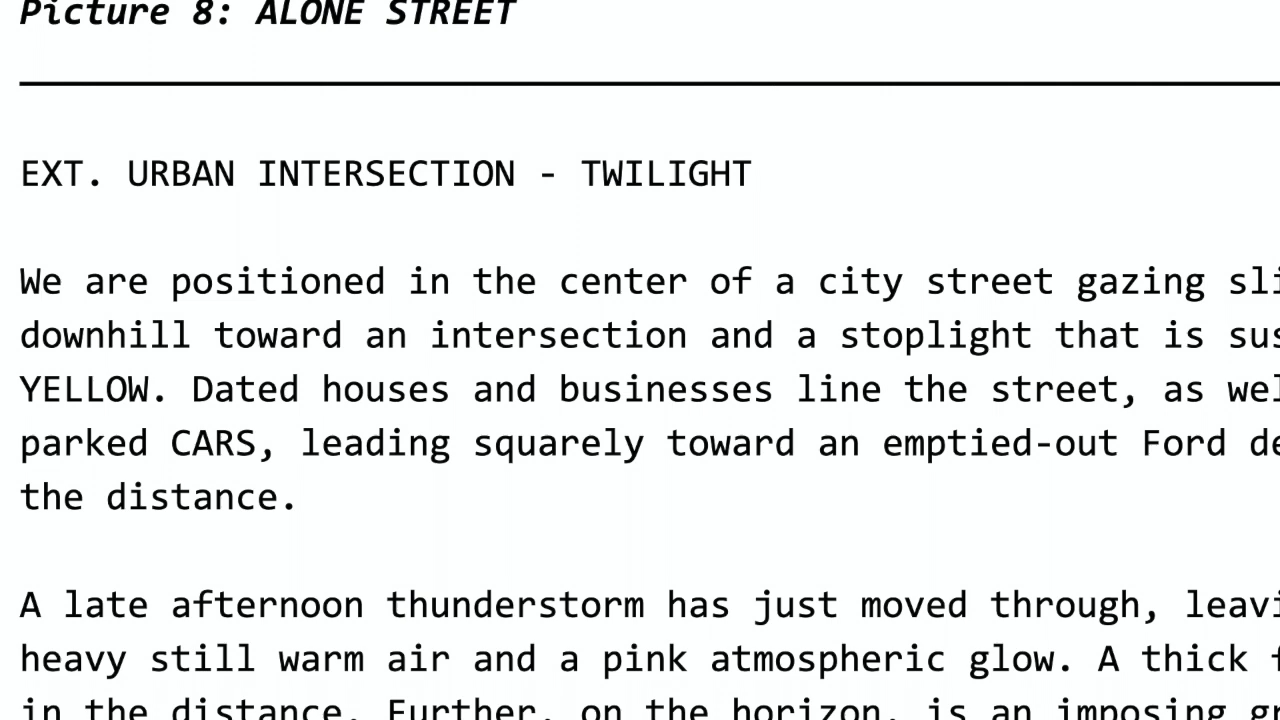 Picture 8: ALONE STREET
EXT. URBAN INTERSECTION - TWILIGHT
We are positioned in the center of a city street gazing
downhill toward an intersection and a stoplight that is
YELLOW. Dated houses and businesses line the street, as
parked CARS, leading squarely toward an emptied-out Ford
the distance.
A late afternoon thunderstorm has just moved through,
heavy still warm air and a pink atmospheric glow. A thick
in the distance. Further, on the horizon, is an imposing